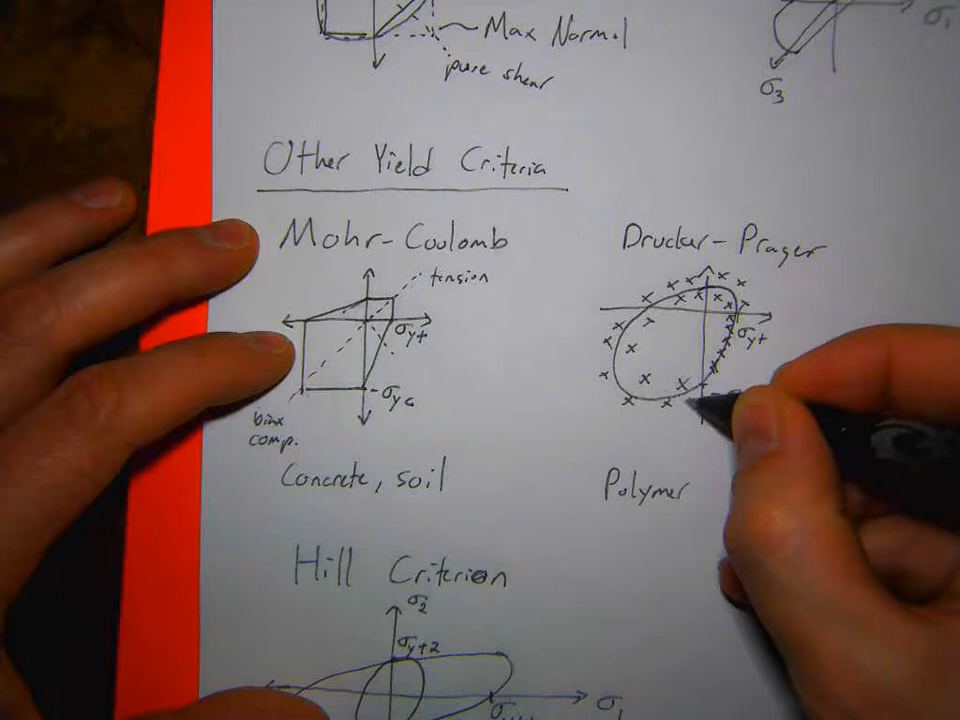 Max Normal
pure shear
σ1
σ3
Other Yield Criteria
Mohr-Coulomb
Drucker-Prager
tension
σyt
σyt
σyc
biax
comp.
Concrete, soil
Polymer
Hill Criterion
σ2
σyt2
σ1